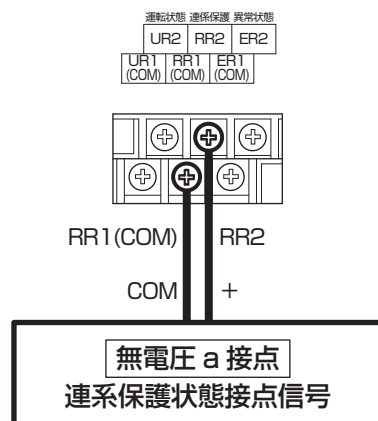 運転状態 連係保護 異常状態
UR2 RR2 ER2
UR1 RR1 ER1
(COM) (COM) (COM)
RR1(COM) RR2
COM +
無電圧 a 接点
連系保護状態接点信号